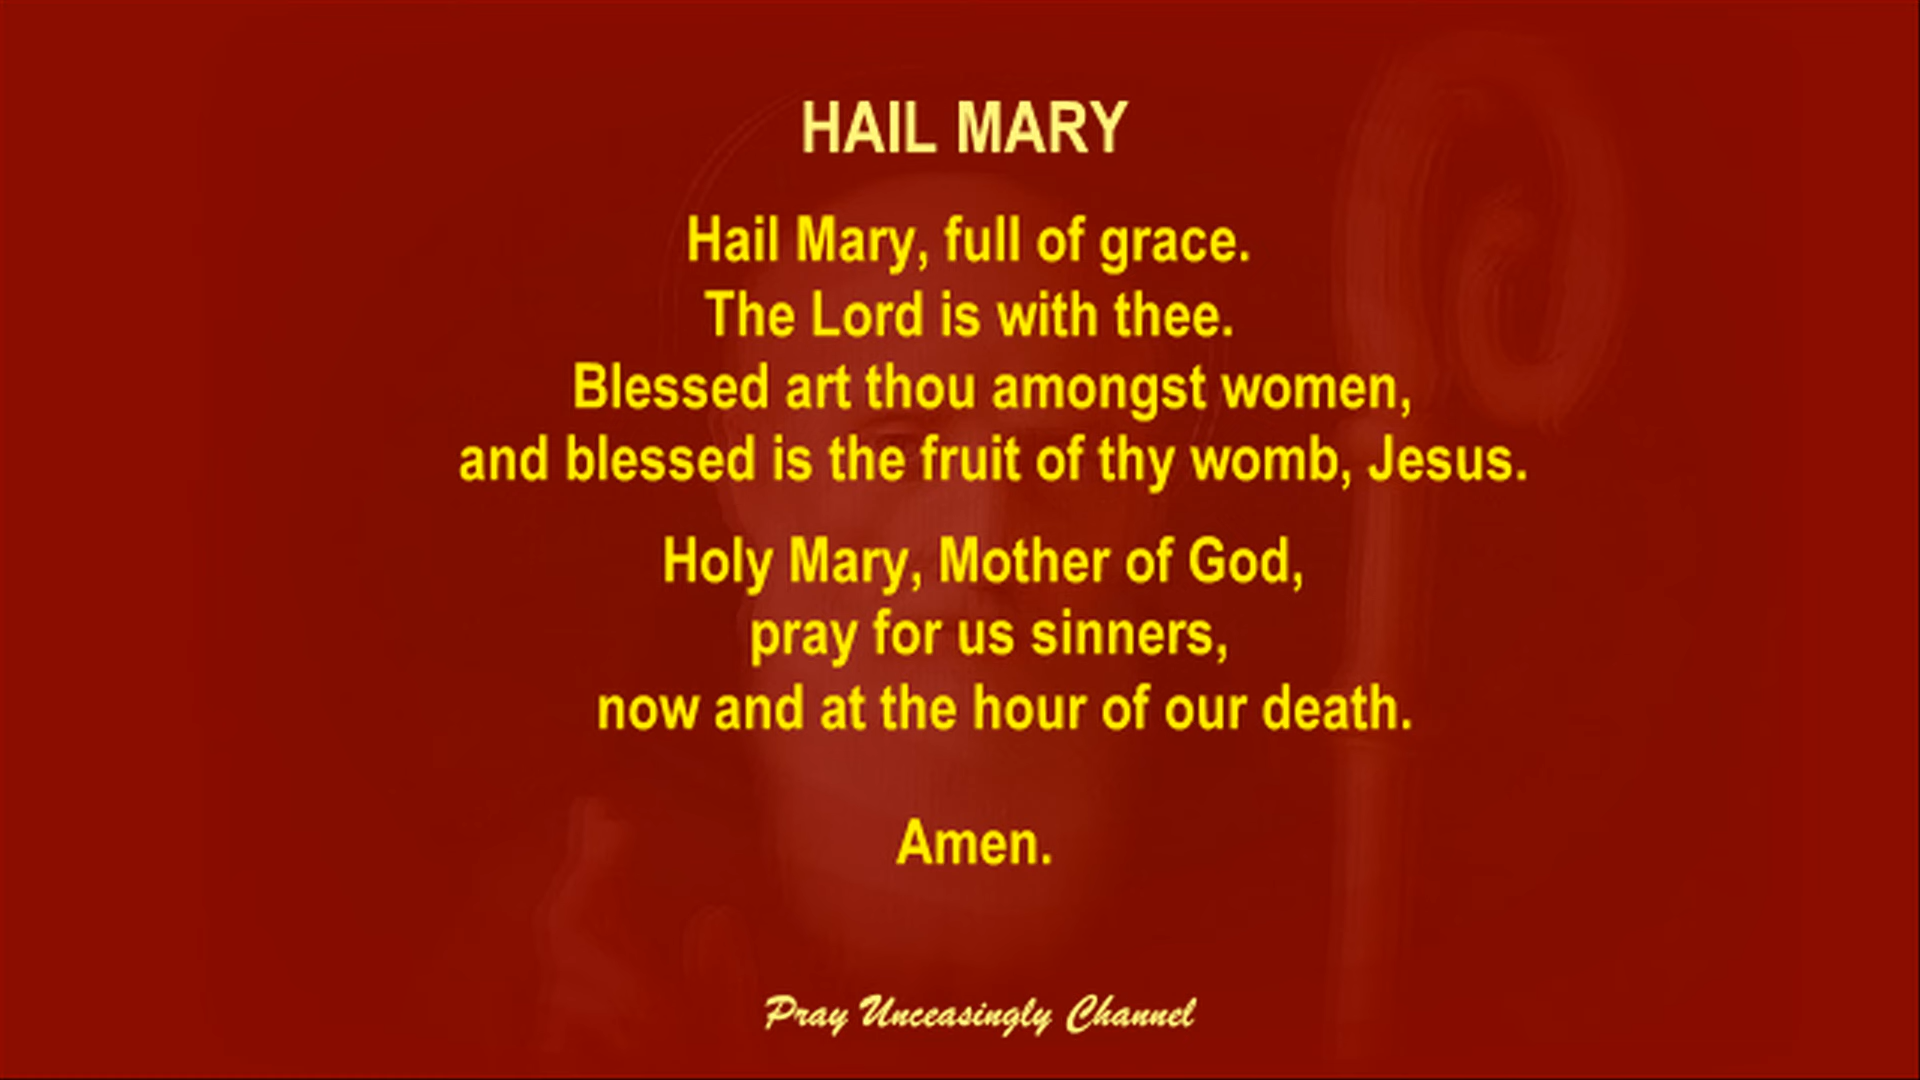 HAIL MARY
Hail Mary, full of grace.
The Lord is with thee.
Blessed art thou amongst women,
and blessed is the fruit of thy womb, Jesus.
Holy Mary, Mother of God,
pray for us sinners,
now and at the hour of our death.
Amen.
Pray Unceasingly Channel